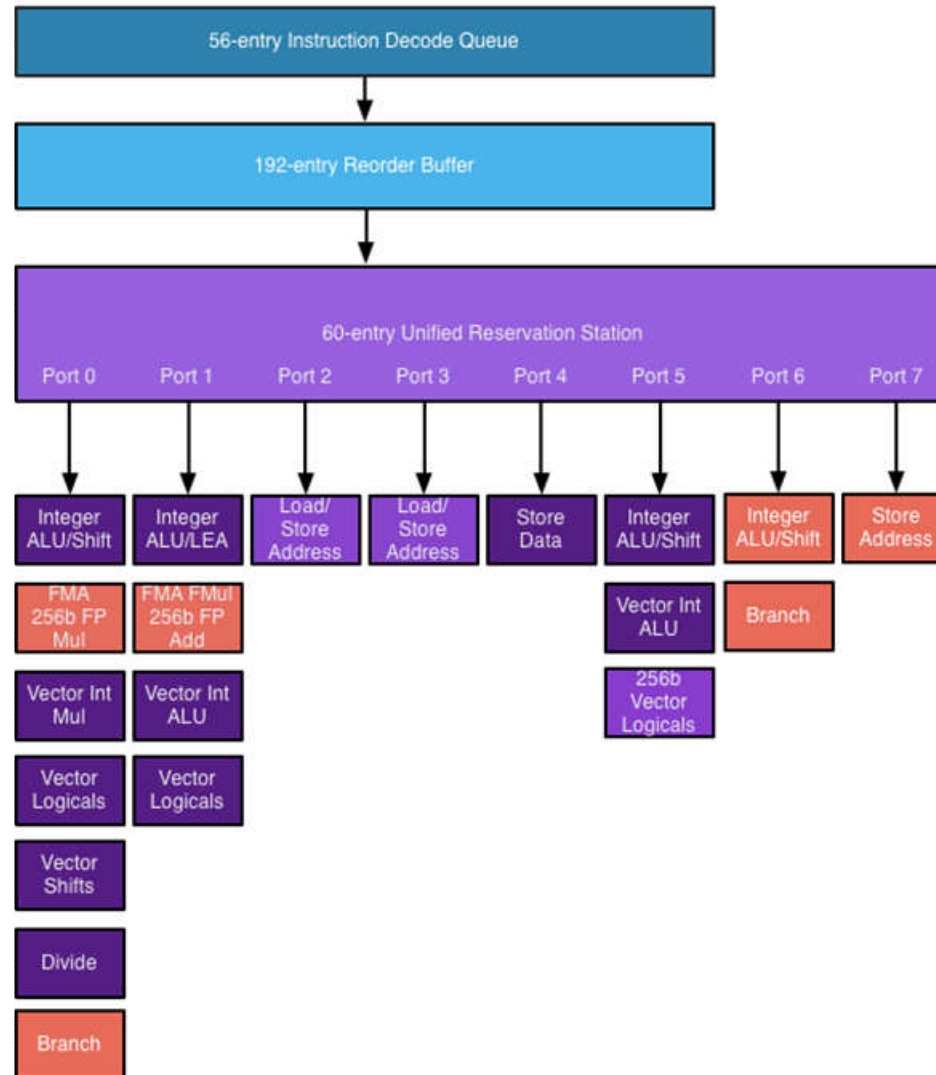 56-entry Instruction Decode Queue
192-entry Reorder Buffer
60-entry Unified Reservation Station
Port 0 Port 1 Port 2 Port 3 Port 4 Port 5 Port 6 Port 7
Integer
ALU/Shift
FMA
256b FP
Mul
Vector Int
Mul
Vector
Logicals
Vector
Shifts
Divide
Branch
Integer
ALU/LEA
FMA FMul
256b FP
Add
Vector Int
ALU
Vector
Logicals
Load/
Store
Address
Load/
Store
Address
Store
Data
Integer
ALU/Shift
Vector Int
ALU
256b
Vector
Logicals
Integer
ALU/Shift
Branch
Store
Address